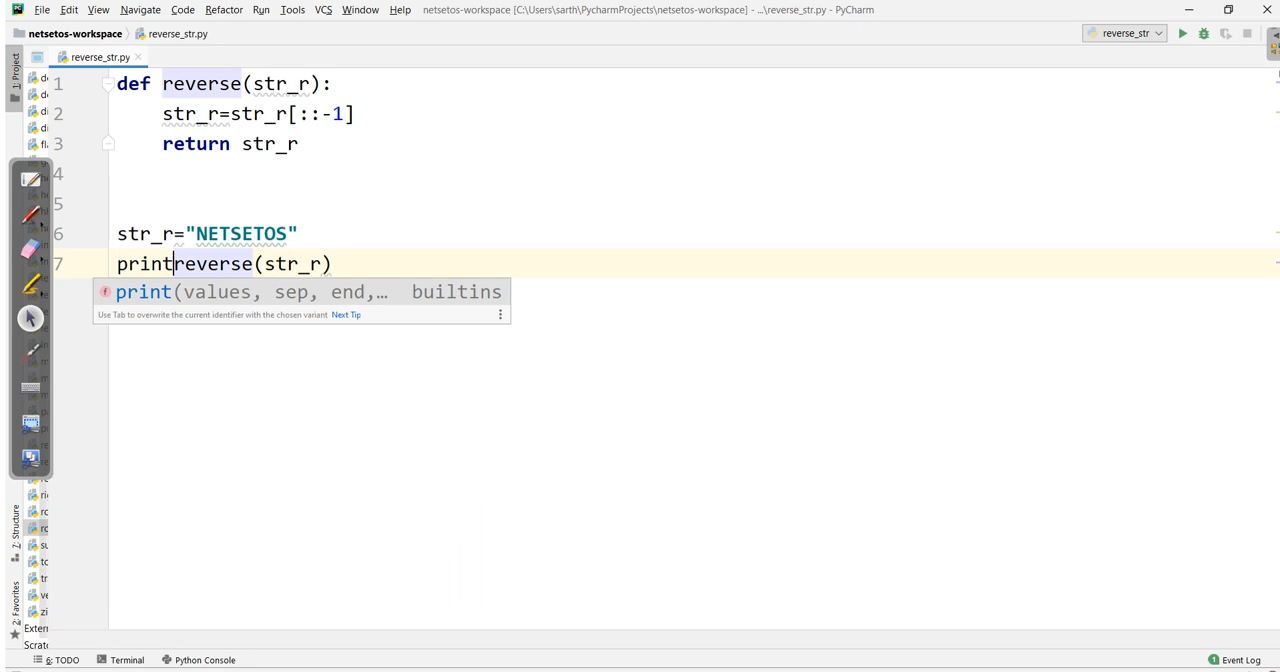 File Edit View Navigate Code Refactor Run Tools VCS Window Help netsetos-workspace [C:\Users\sarth\PycharmProjects\netsetos-workspace] - ...\reverse_str.py - PyCharm
netsetos-workspace reverse_str.py reverse_str
1: Project
reverse_str.py
1 def reverse(str_r):
2 str_r=str_r[::-1]
3 return str_r
4
5
6 str_r="NETSETOS"
7 printreverse(str_r)
f print(values, sep, end,… builtins
Use Tab to overwrite the current identifier with the chosen variant Next Tip
7: Structure
2: Favorites
Extern
Scratc
6: TODO Terminal Python Console 1 Event Log